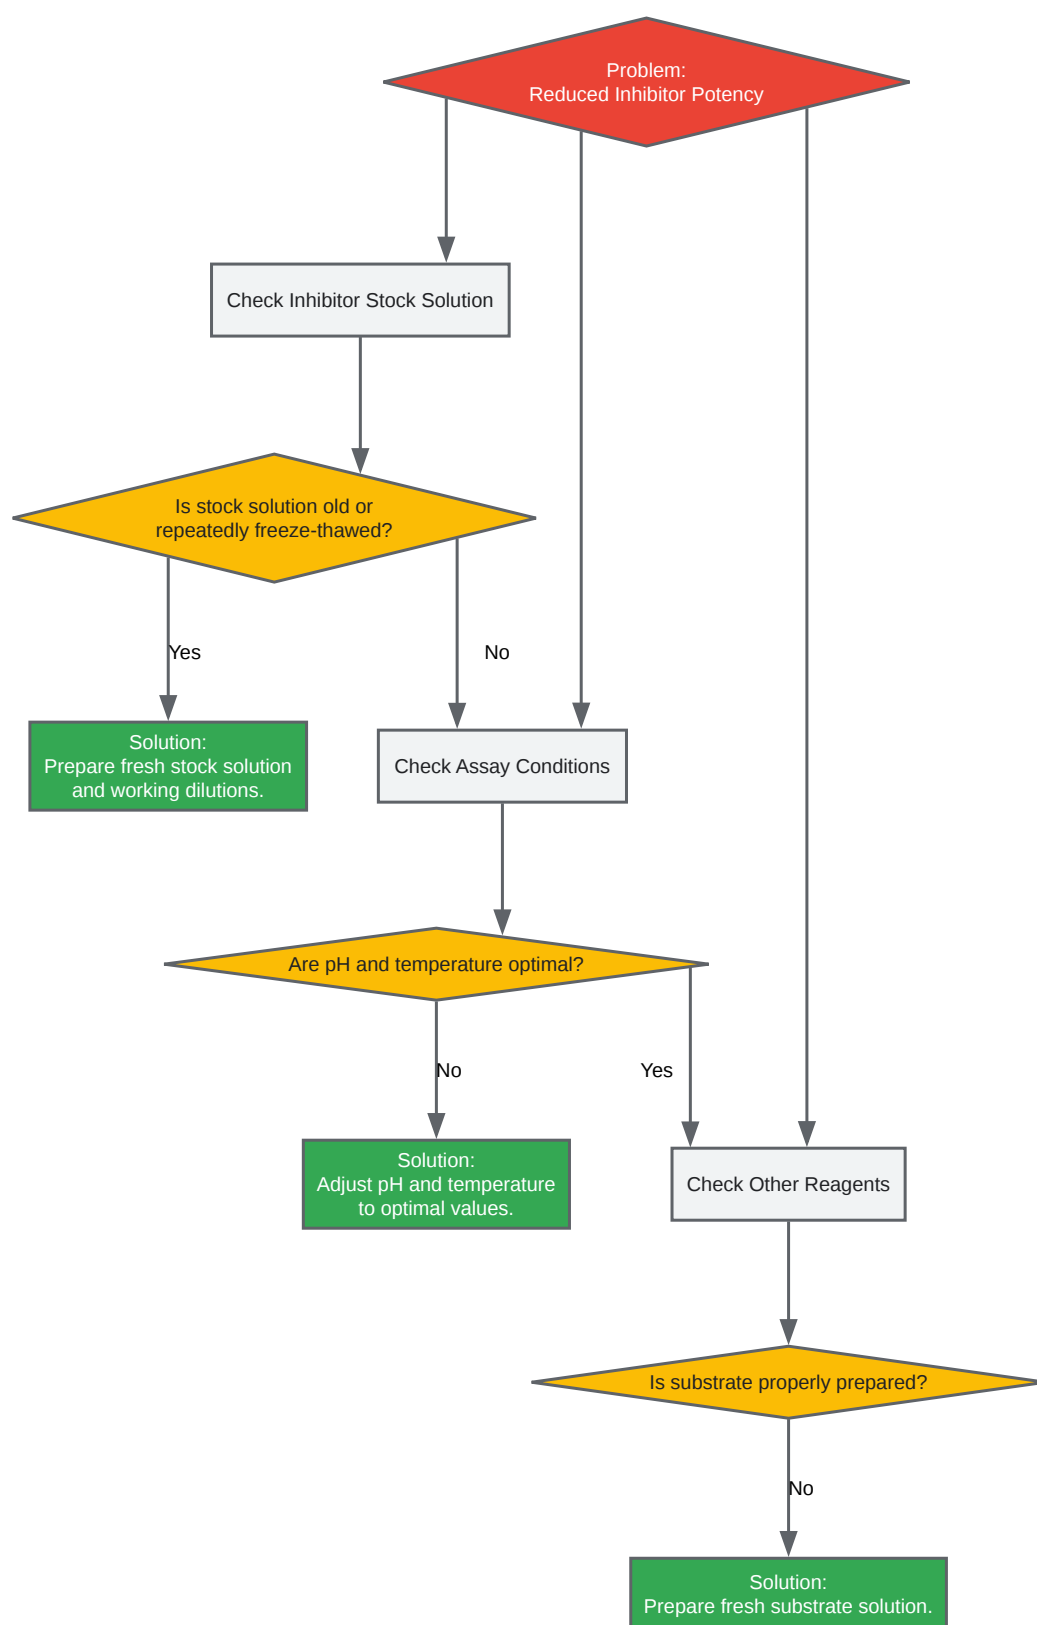 Problem:
Reduced Inhibitor Potency
Check Inhibitor Stock Solution
Is stock solution old or
repeatedly freeze-thawed?
Yes
No
Solution:
Prepare fresh stock solution
and working dilutions.
Check Assay Conditions
Are pH and temperature optimal?
No
Yes
Solution:
Adjust pH and temperature
to optimal values.
Check Other Reagents
Is substrate properly prepared?
No
Solution:
Prepare fresh substrate solution.